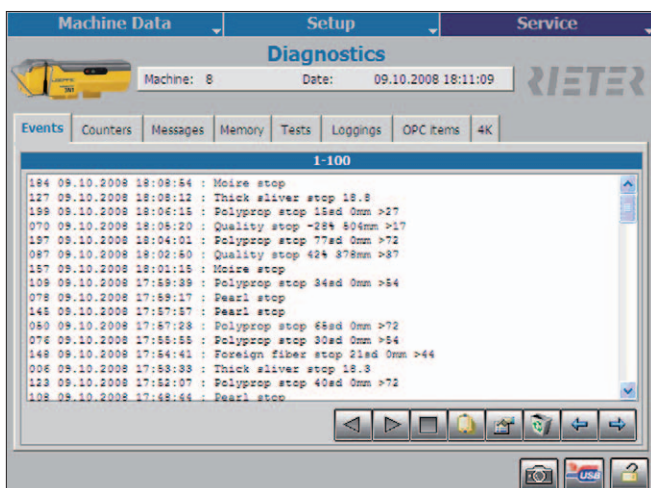 Machine Data Setup Service
Diagnostics
Machine: 8 Date: 09.10.2008 18:11:09
RIETER
Events Counters Messages Memory Tests Loggings OPC items 4K
1-100
184 09.10.2008 18:08:54 : Moire stop
127 09.10.2008 18:08:12 : Thick sliver stop 18.8
199 09.10.2008 18:06:15 : Polyprop stop 15sd 0mm >27
070 09.10.2008 18:05:20 : Quality stop -28% 504mm >17
197 09.10.2008 18:04:01 : Polyprop stop 77sd 0mm >72
087 09.10.2008 18:02:50 : Quality stop 42% 378mm >37
157 09.10.2008 18:01:15 : Moire stop
109 09.10.2008 17:59:39 : Polyprop stop 34sd 0mm >54
078 09.10.2008 17:59:17 : Pearl stop
145 09.10.2008 17:57:57 : Pearl stop
050 09.10.2008 17:57:28 : Polyprop stop 65sd 0mm >72
076 09.10.2008 17:55:55 : Polyprop stop 30sd 0mm >54
148 09.10.2008 17:54:41 : Foreign fiber stop 21sd 0mm >44
006 09.10.2008 17:53:33 : Thick sliver stop 18.3
123 09.10.2008 17:52:07 : Polyprop stop 40sd 0mm >72
108 09.10.2008 17:48:44 : Pearl stop
USB